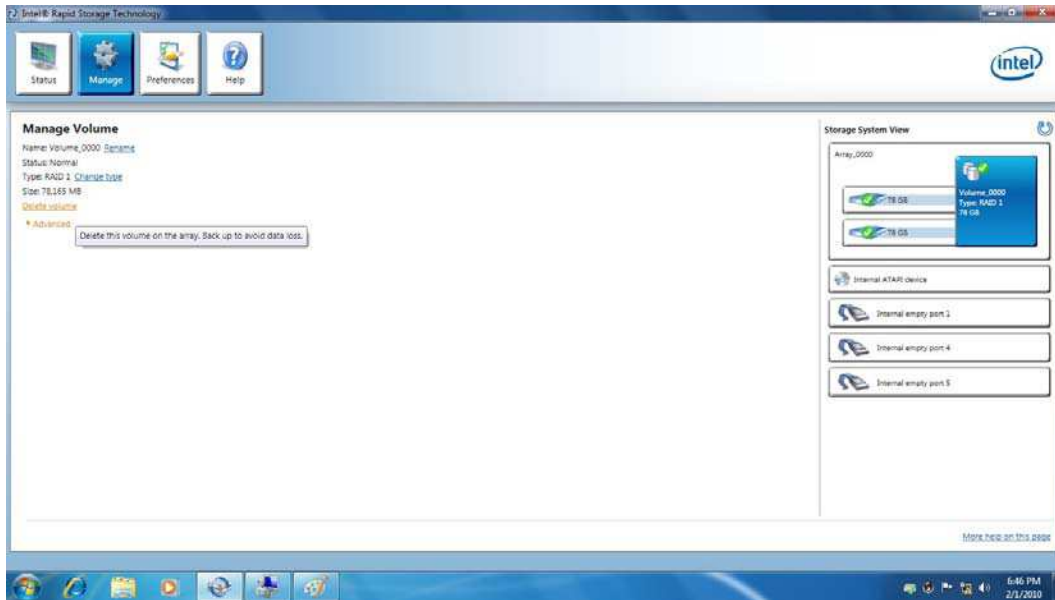 Intel® Rapid Storage Technology
Status
Manage
Preferences
Help
intel
Manage Volume
Name: Volume_0000 Rename
Status: Normal
Type: RAID 1 Change type
Size: 78,165 MB
Delete volume
Advanced
Delete this volume on the array. Back up to avoid data loss.
Storage System View
Array_0000
78 GB
78 GB
Volume_0000
Type: RAID 1
78 GB
Internal ATAPI device
Internal empty port 1
Internal empty port 4
Internal empty port 5
More help on this page
6:46 PM
2/1/2010